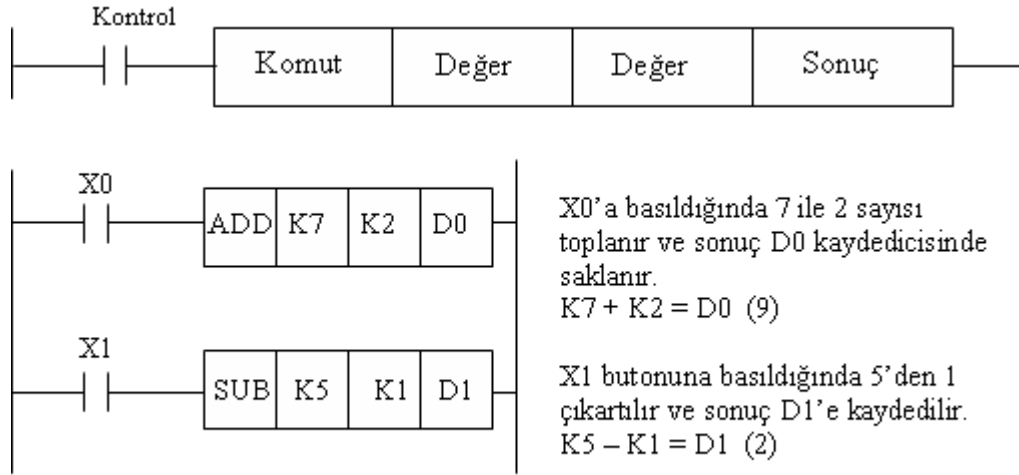 Kontrol
Komut Değer Değer Sonuç
X0
ADD K7 K2 D0
X0’a basıldığında 7 ile 2 sayısı
toplanır ve sonuç D0 kaydedicisinde
saklanır.
K7 + K2 = D0 (9)
X1
SUB K5 K1 D1
X1 butonuna basıldığında 5’den 1
çıkartılır ve sonuç D1’e kaydedilir.
K5 – K1 = D1 (2)